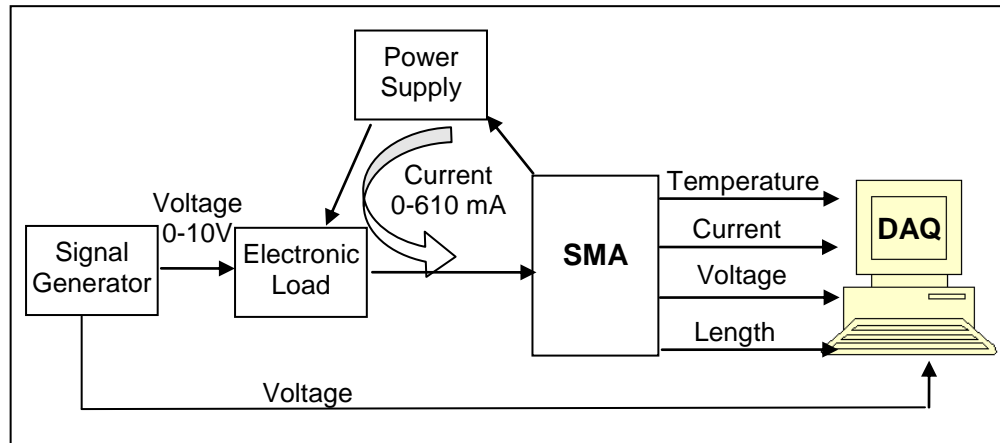 Power
Supply
Current
0-610 mA
Voltage
0-10V
Signal
Generator
Electronic
Load
SMA
Temperature
Current
Voltage
Length
DAQ
Voltage